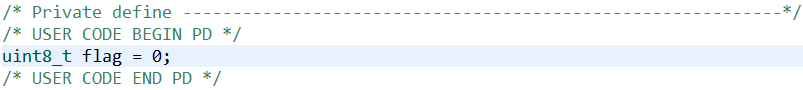 /* Private define ------------------------------------------------------------*/
/* USER CODE BEGIN PD */
uint8_t flag = 0;
/* USER CODE END PD */